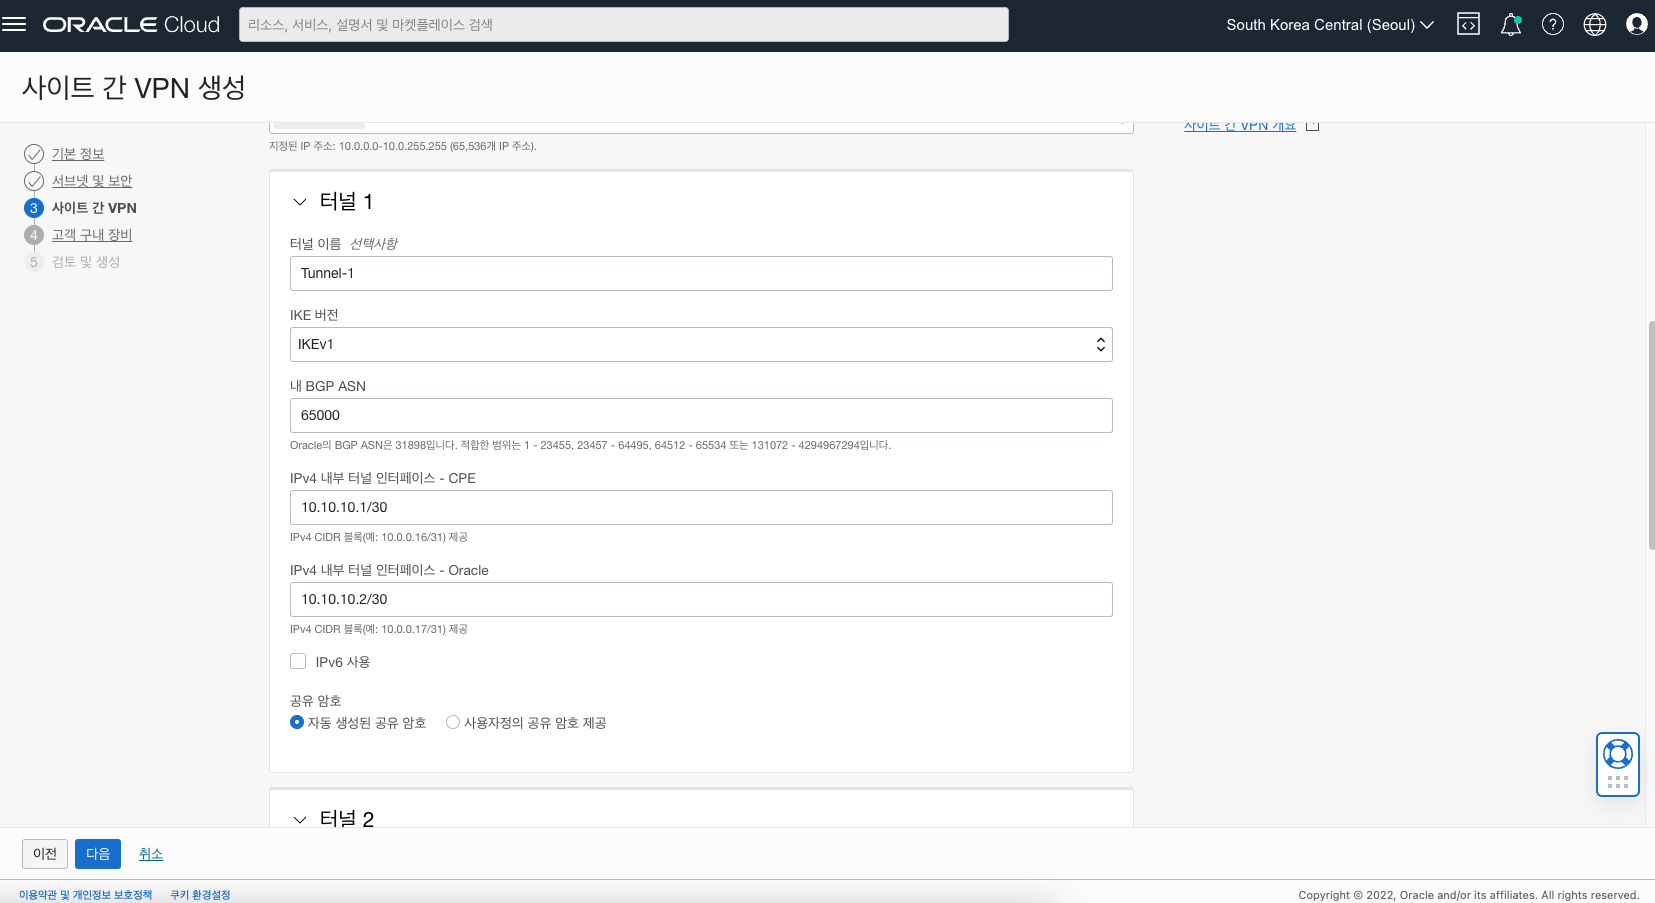 ORACLE Cloud
리소스, 서비스, 설명서 및 마켓플레이스 검색
South Korea Central (Seoul)
사이트 간 VPN 생성
기본 정보
서브넷 및 보안
3 사이트 간 VPN
4 고객 구내 장비
5 검토 및 생성
사이트 간 VPN 개요
지정된 IP 주소: 10.0.0.0-10.0.255.255 (65,536개 IP 주소).
터널 1
터널 이름 선택사항
Tunnel-1
IKE 버전
IKEv1
내 BGP ASN
65000
Oracle의 BGP ASN은 31898입니다. 적합한 범위는 1 - 23455, 23457 - 64495, 64512 - 65534 또는 131072 - 4294967294입니다.
IPv4 내부 터널 인터페이스 - CPE
10.10.10.1/30
IPv4 CIDR 블록(예: 10.0.0.16/31) 제공
IPv4 내부 터널 인터페이스 - Oracle
10.10.10.2/30
IPv4 CIDR 블록(예: 10.0.0.17/31) 제공
IPv6 사용
공유 암호
자동 생성된 공유 암호 사용자정의 공유 암호 제공
터널 2
이전 다음 취소
이용약관 및 개인정보 보호정책 쿠키 환경설정
Copyright © 2022, Oracle and/or its affiliates. All rights reserved.